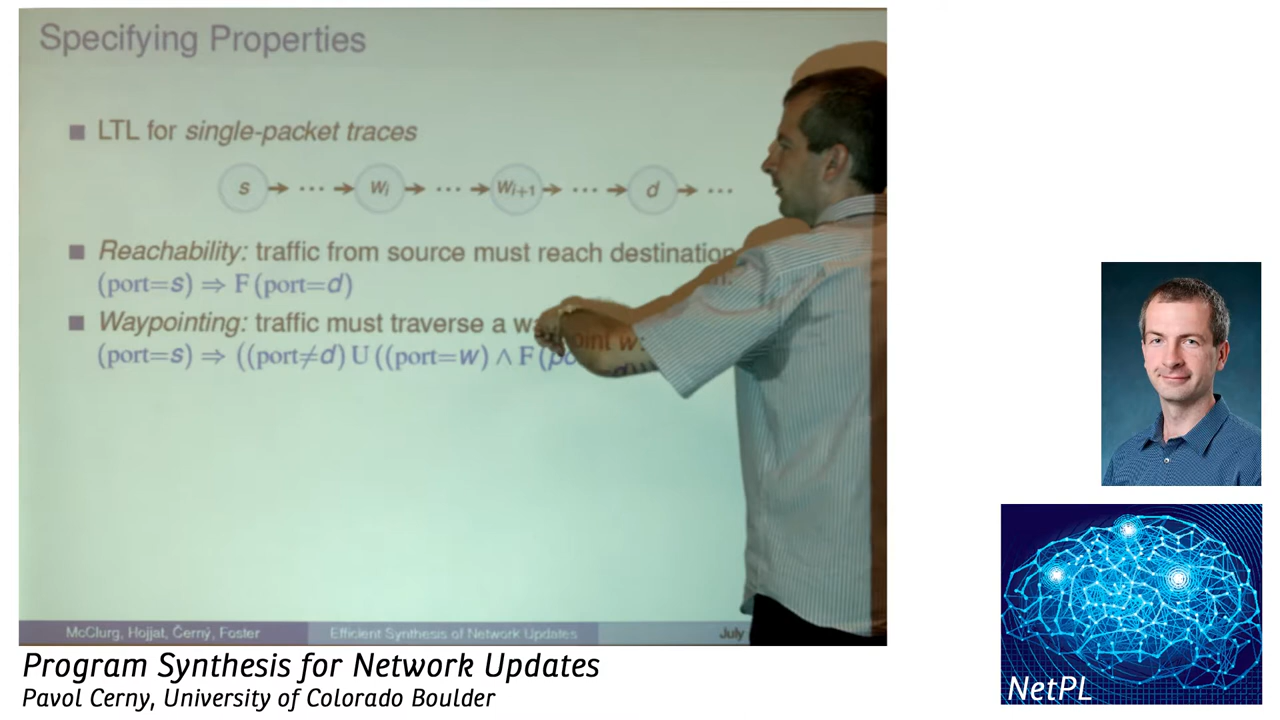 Specifying Properties
LTL for single-packet traces
s → ··· → wᵢ → ··· → wᵢ₊₁ → ··· → d → ···
Reachability: traffic from source must reach destination
(port=s) ⇒ F (port=d)
Waypointing: traffic must traverse a w:
(port=s) ⇒ ((port≠d) U ((port=w) ∧ F (
McClurg, Hojjat, Černý, Foster
Efficient Synthesis of Network Updates
July
Program Synthesis for Network Updates
Pavol Cerny, University of Colorado Boulder
NetPL